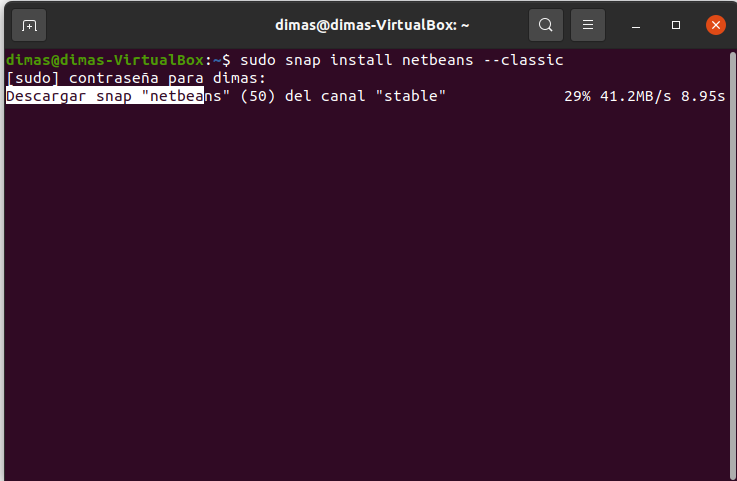 dimas@dimas-VirtualBox: ~
dimas@dimas-VirtualBox:~$ sudo snap install netbeans --classic
[sudo] contraseña para dimas:
Descargar snap "netbeans" (50) del canal "stable" 29% 41.2MB/s 8.95s